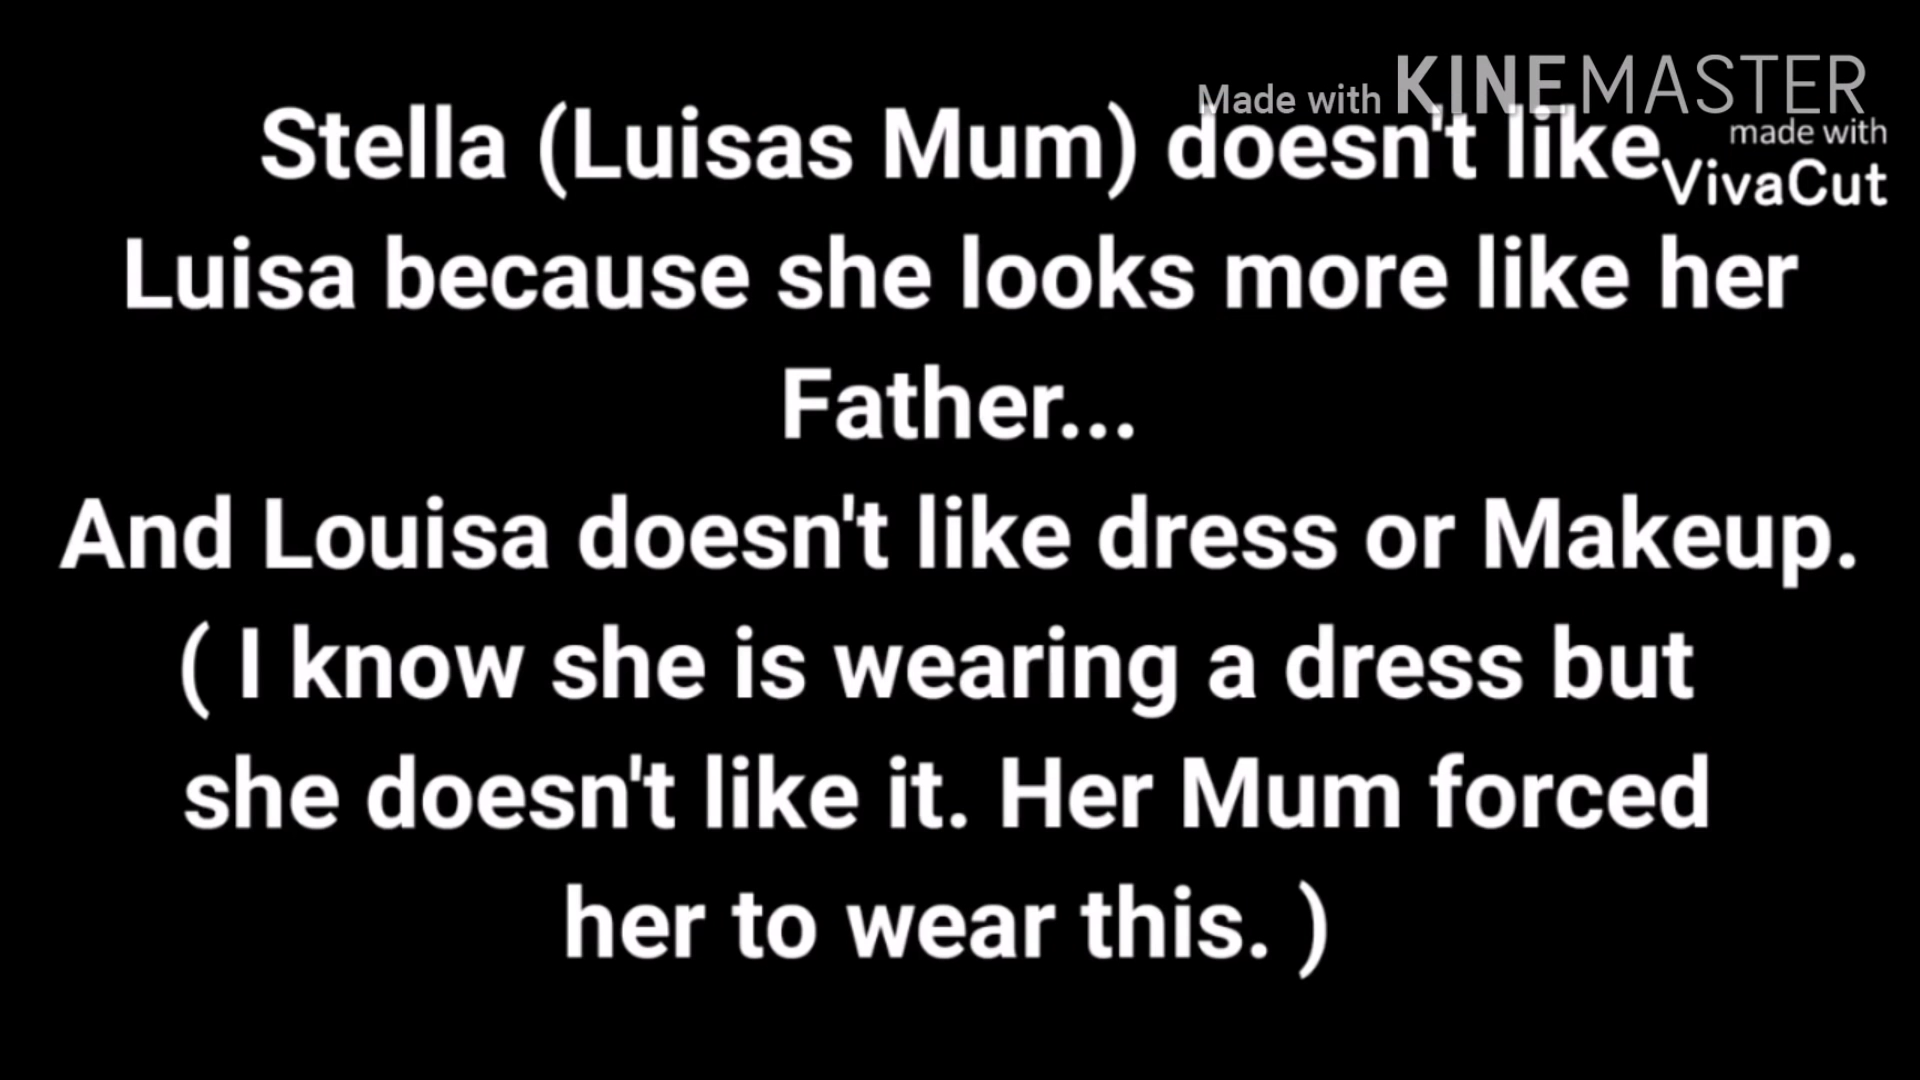 Made with KINEMASTER
made with
VivaCut
Stella (Luisas Mum) doesn't like
Luisa because she looks more like her
Father...
And Louisa doesn't like dress or Makeup.
( I know she is wearing a dress but
she doesn't like it. Her Mum forced
her to wear this. )